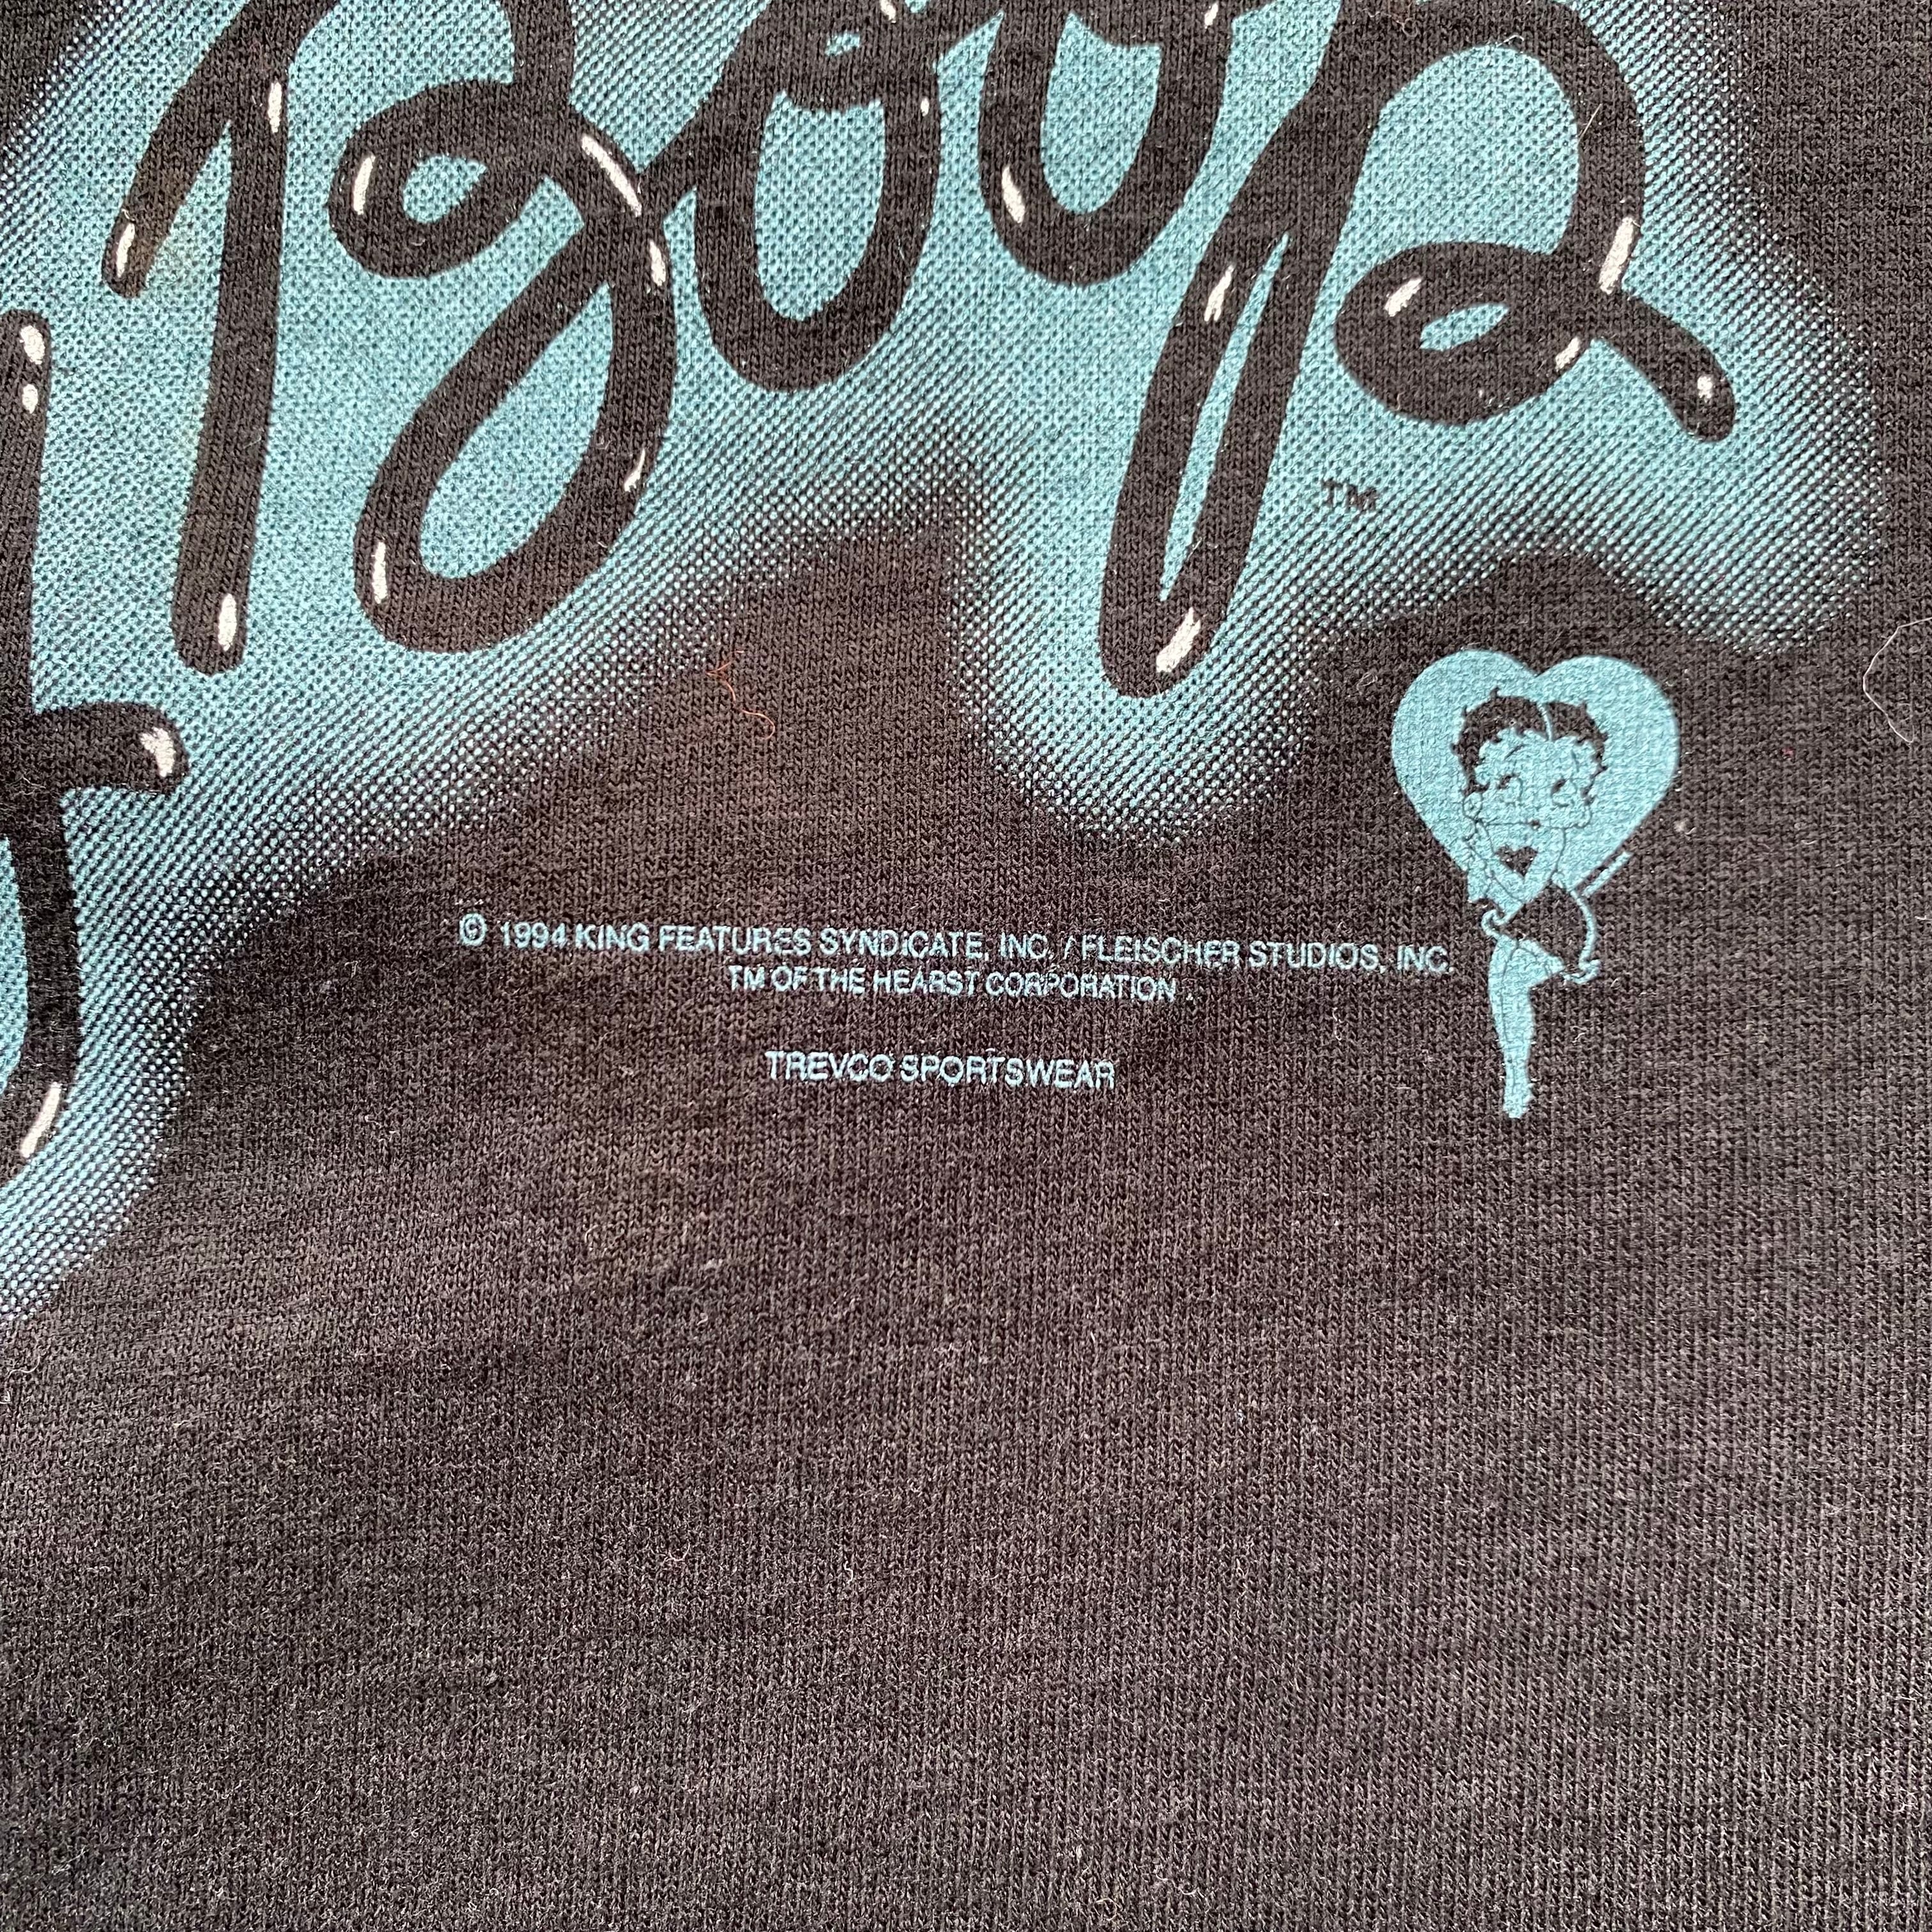 Boop
TM
© 1994 KING FEATURES SYNDICATE, INC. / FLEISCHER STUDIOS, INC.
TM OF THE HEARST CORPORATION .
TREVCO SPORTSWEAR